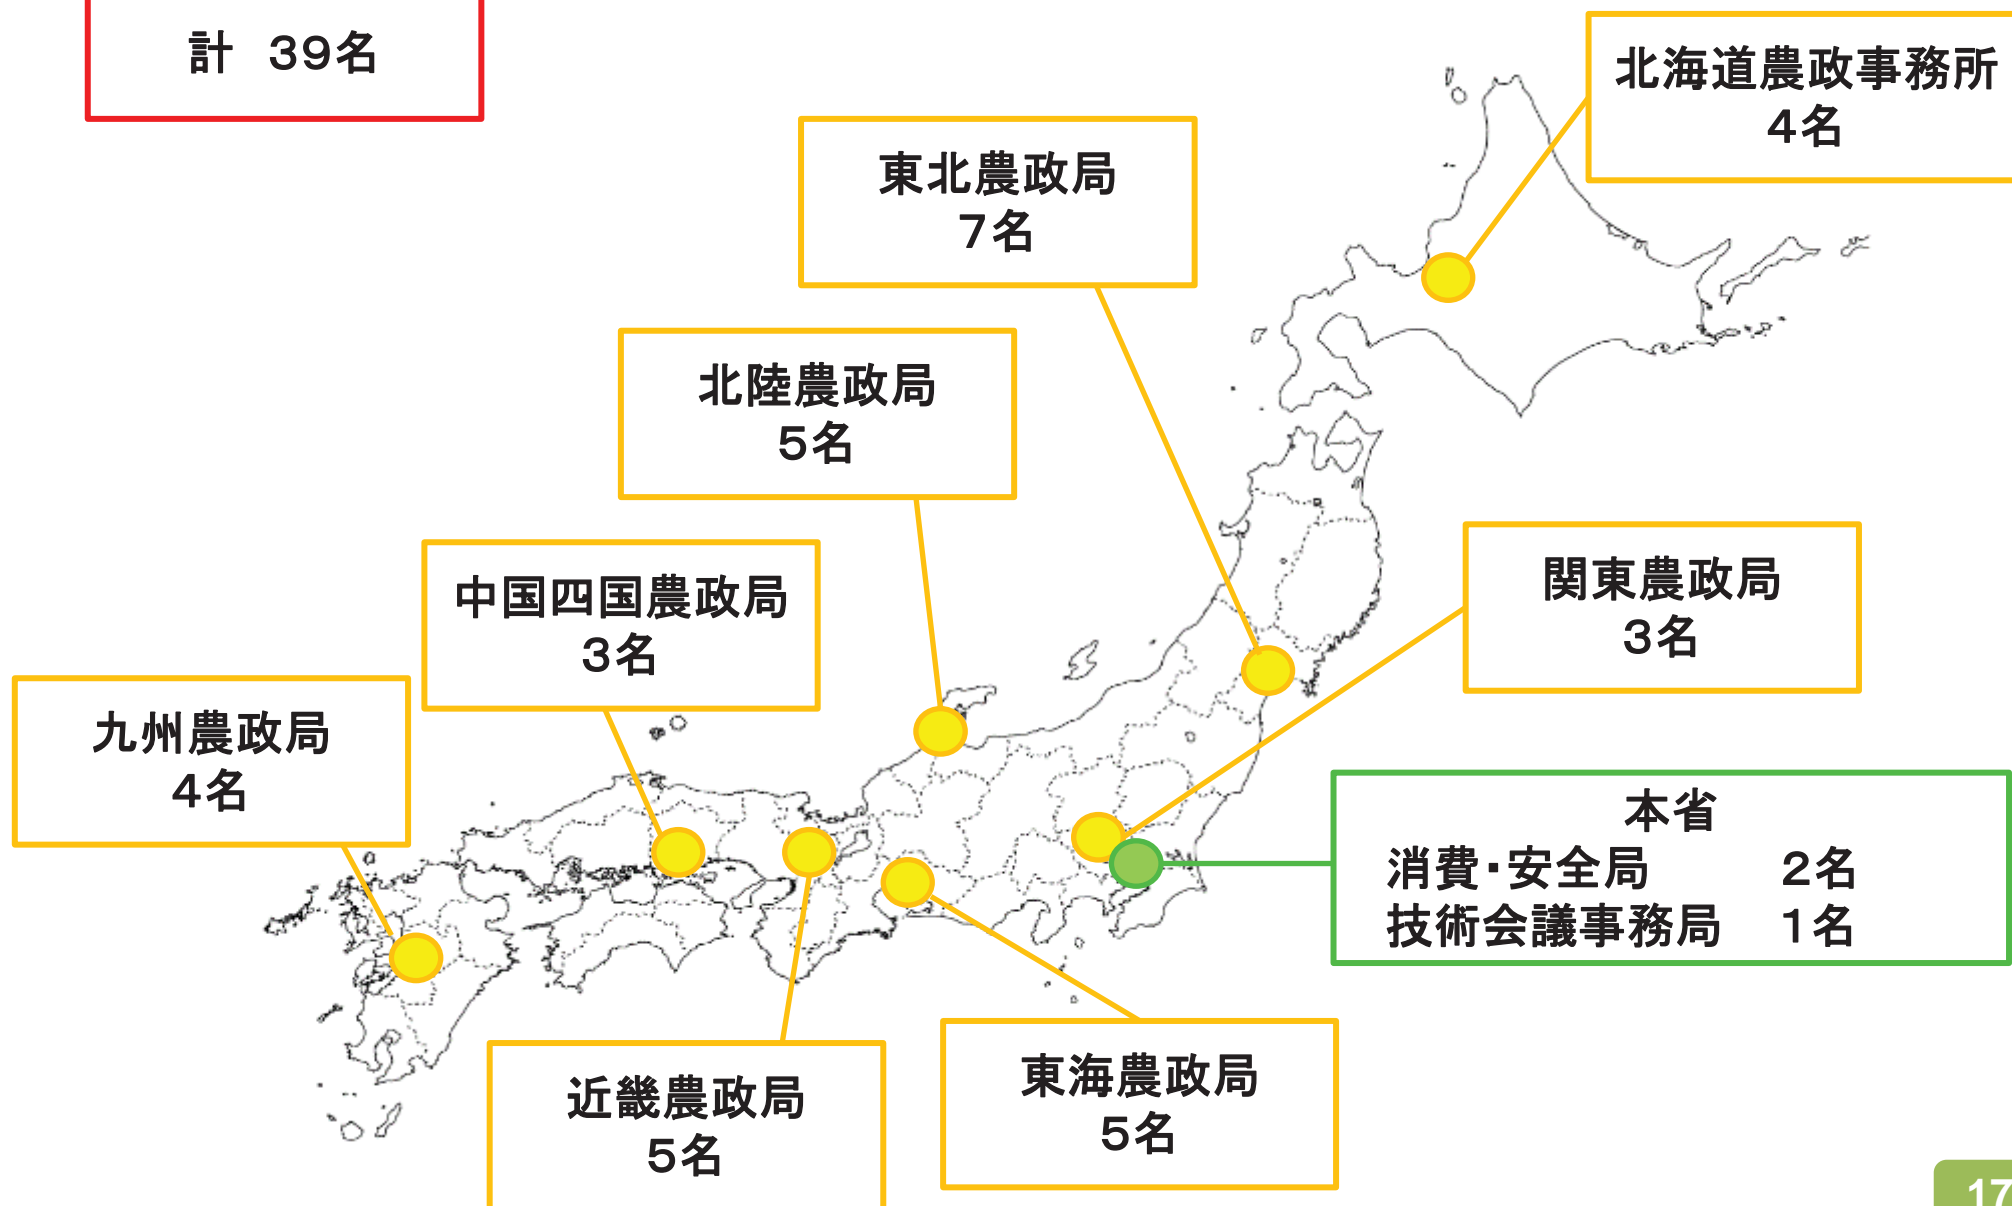 計　39名
北海道農政事務所
4名
東北農政局
7名
北陸農政局
5名
中国四国農政局
3名
関東農政局
3名
九州農政局
4名
本省
消費・安全局　2名
技術会議事務局　1名
東海農政局
5名
近畿農政局
5名
17